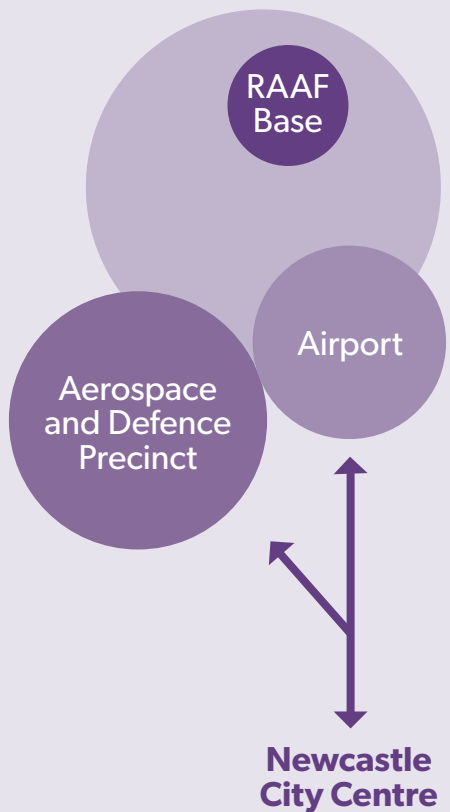 RAAF
Base
Airport
Aerospace
and Defence
Precinct
Newcastle
City Centre